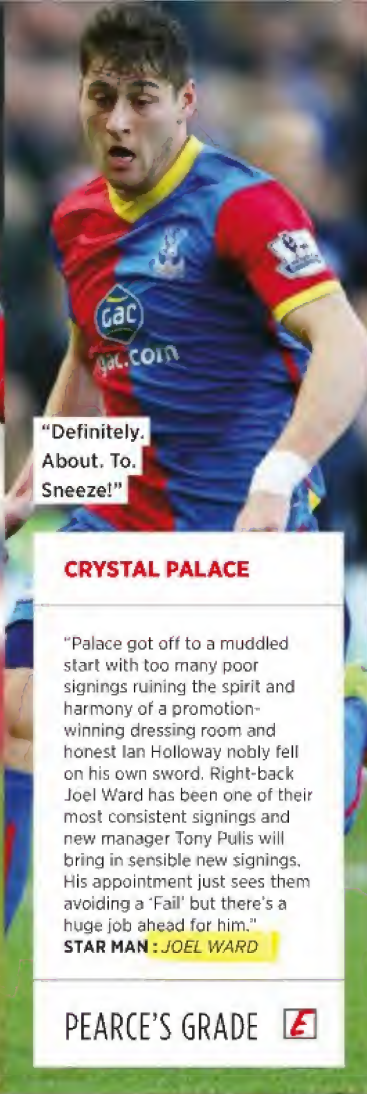 GAC
gac.com
"Definitely.
About. To.
Sneeze!"
CRYSTAL PALACE
"Palace got off to a muddled
start with too many poor
signings ruining the spirit and
harmony of a promotion-
winning dressing room and
honest Ian Holloway nobly fell
on his own sword. Right-back
Joel Ward has been one of their
most consistent signings and
new manager Tony Pulis will
bring in sensible new signings.
His appointment just sees them
avoiding a 'Fail' but there's a
huge job ahead for him."
STAR MAN : JOEL WARD
PEARCE'S GRADE E